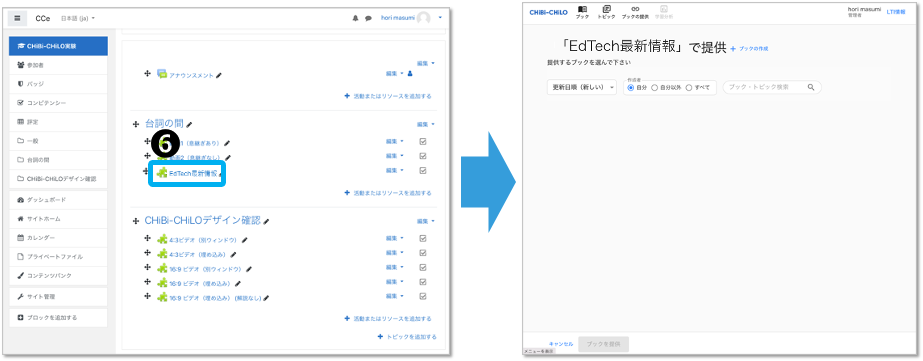 CCe 日本語 (ja) hori masumi
CHiBi-CHiLO実験
参加者
バッジ
コンピテンシー
評定
一般
台詞の間
CHiBi-CHiLOデザイン確認
ダッシュボード
サイトホーム
カレンダー
プライベートファイル
コンテンツバンク
サイト管理
ブロックを追加する
編集
アナウンスメント 編集
活動またはリソースを追加する
台詞の間 編集
1（息継ぎあり） 編集
2（息継ぎなし） 編集
6
EdTech最新情報 編集
活動またはリソースを追加する
CHiBi-CHiLOデザイン確認 編集
4:3ビデオ（別ウィンドウ） 編集
4:3ビデオ（埋め込み） 編集
16:9 ビデオ（別ウィンドウ） 編集
16:9 ビデオ（埋め込み） 編集
16:9 ビデオ（埋め込み）(解説なし) 編集
活動またはリソースを追加する
トピックを追加する
CHiBi-CHiLO ブック トピック ブックの提供 学習分析 hori masumi 管理者 LTI情報
「EdTech最新情報」で提供 ブックの作成
提供するブックを選んで下さい
更新日順（新しい） 作成者 自分 自分以外 すべて ブック・トピック検索
キャンセル ブックを提供
メニューを表示